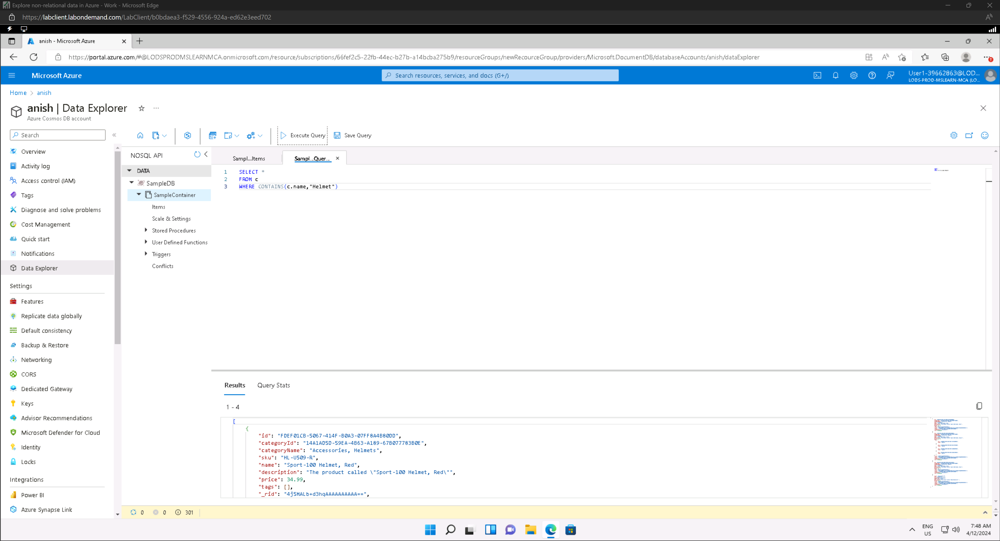 Explore non-relational data in Azure - Work - Microsoft Edge
https://labclient.labondemand.com/LabClient/b0bdaea3-f529-4556-924a-ed62e3eed702
anish - Microsoft Azure
https://portal.azure.com/#@LODSPRODMSLEARNMCA.onmicrosoft.com/resource/subscriptions/66fef2c5-22fb-44ec-b27b-a14bcba275b9/resourceGroups/newRecourceGroup/providers/Microsoft.DocumentDB/databaseAccounts/anish/dataExplorer
Microsoft Azure
Search resources, services, and docs (G+/)
User1-39662863@LOD...
LODS-PROD-MSLEARN-MCA (LO...
Home > anish
anish | Data Explorer
Azure Cosmos DB account
Search
Execute Query
Save Query
Overview
Activity log
Access control (IAM)
Tags
Diagnose and solve problems
Cost Management
Quick start
Notifications
Data Explorer
Settings
Features
Replicate data globally
Default consistency
Backup & Restore
Networking
CORS
Dedicated Gateway
Keys
Advisor Recommendations
Microsoft Defender for Cloud
Identity
Locks
Integrations
Power BI
Azure Synapse Link
NOSQL API
DATA
SampleDB
SampleContainer
Items
Scale & Settings
Stored Procedures
User Defined Functions
Triggers
Conflicts
Sampl...Items
Sampl...Quer...
1 SELECT *
2 FROM c
3 WHERE CONTAINS(c.name,"Helmet")
Results
Query Stats
1 - 4
[
{
"id": "FDEF01CB-5067-414F-B0A3-07FF8A4B80DD",
"categoryId": "14A1AD5D-59EA-4B63-A189-67B077783B0E",
"categoryName": "Accessories, Helmets",
"sku": "HL-U509-R",
"name": "Sport-100 Helmet, Red",
"description": "The product called \"Sport-100 Helmet, Red\"",
"price": 34.99,
"tags": [],
"_rid": "4j5MALb+d3hqAAAAAAAAAA==",
0
0
301
ENG
US
7:48 AM
4/12/2024